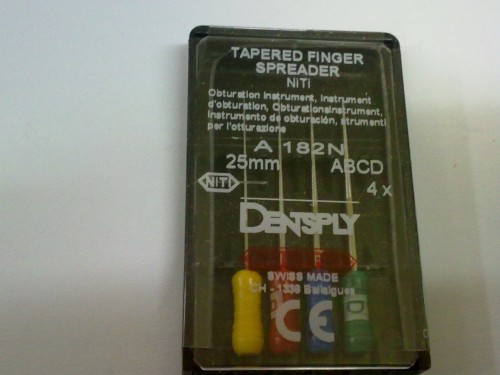 TAPERED FINGER
SPREADER
NiTi
Obturation instrument, Instrument
d'obturation, Obturationsinstrument,
Instrumento de obturación, strumenti
per l'otturazione
A 182N
25mm ABCD
NiTi 4 x
DENTSPLY
SWISS MADE
CH - 1338 Ballaigues
CE
D